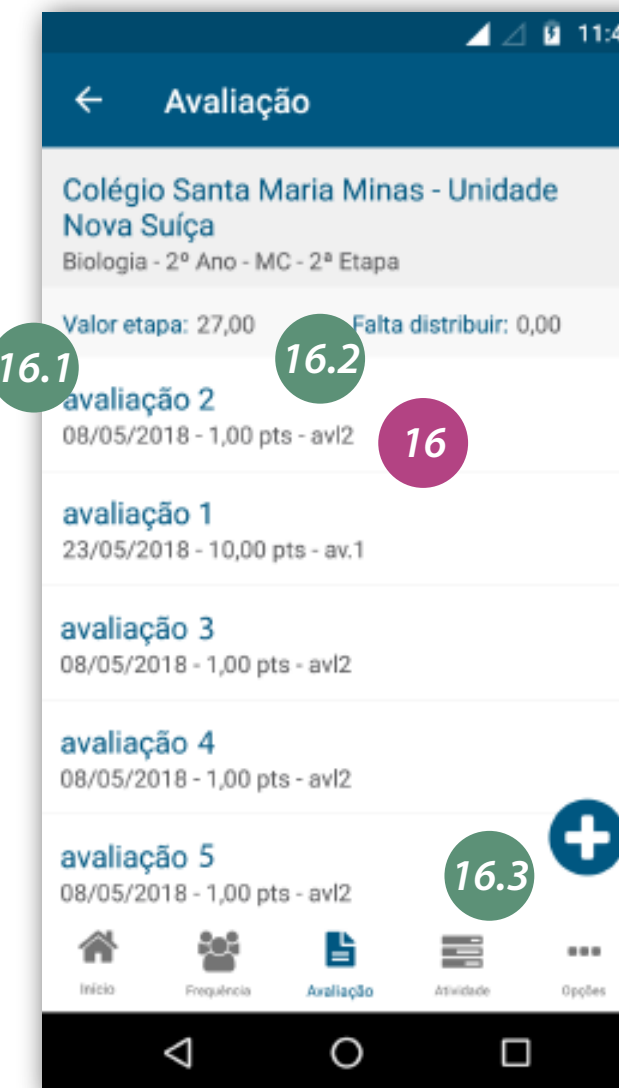 11:4
Avaliação
Colégio Santa Maria Minas - Unidade
Nova Suíça
Biologia - 2º Ano - MC - 2ª Etapa
Valor etapa: 27,00 Falta distribuir: 0,00
16.1
16.2
avaliação 2
08/05/2018 - 1,00 pts - avl2
16
avaliação 1
23/05/2018 - 10,00 pts - av.1
avaliação 3
08/05/2018 - 1,00 pts - avl2
avaliação 4
08/05/2018 - 1,00 pts - avl2
avaliação 5
08/05/2018 - 1,00 pts - avl2
16.3
Início Frequência Avaliação Atividade Opções